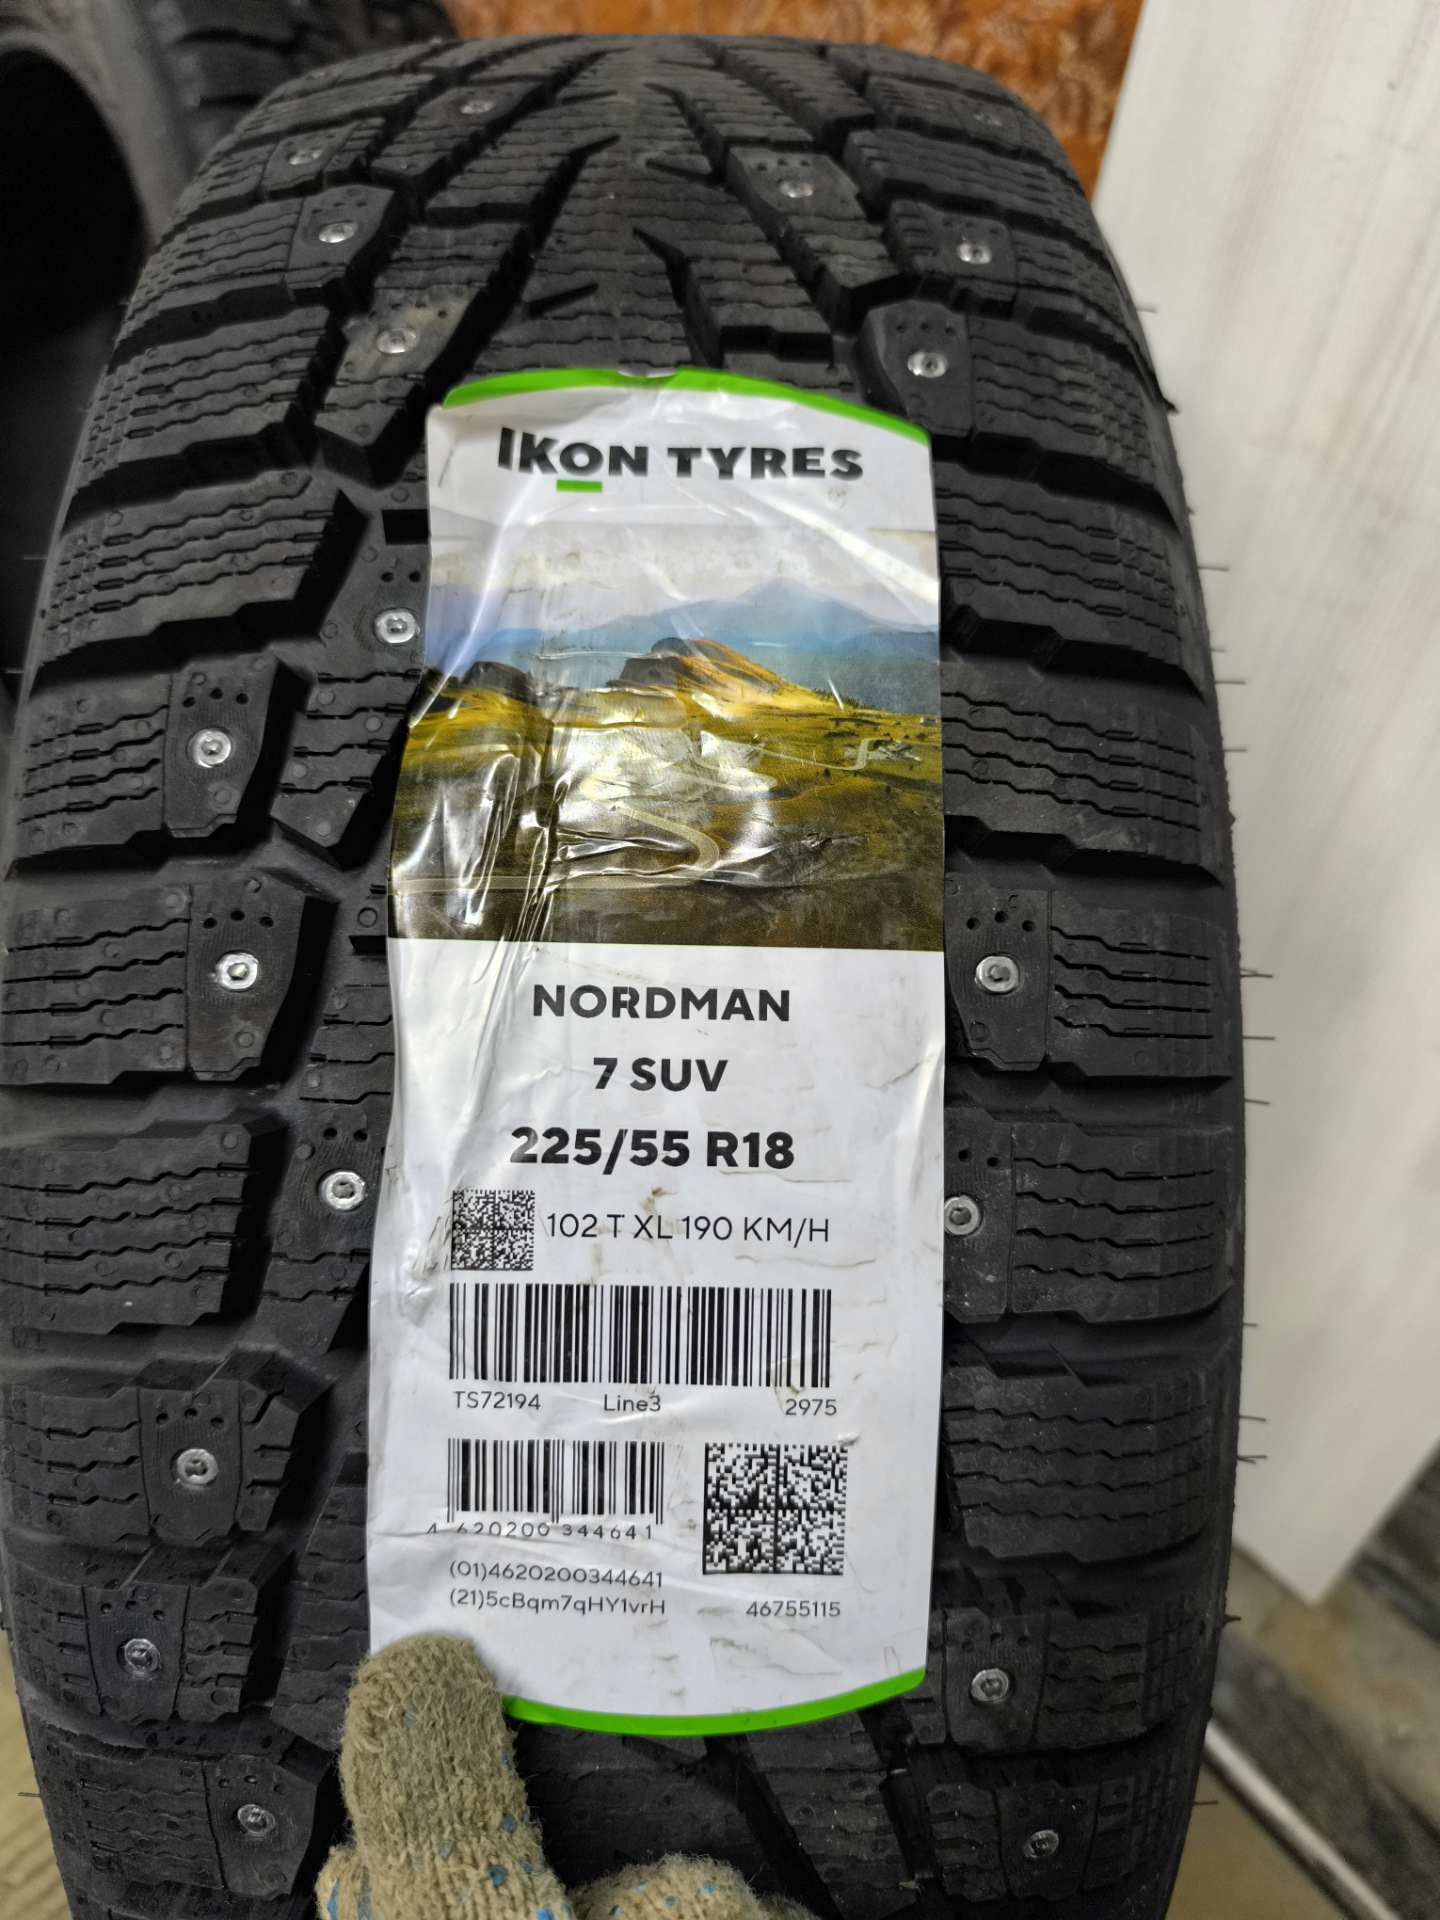 IKON TYRES
NORDMAN
7 SUV
225/55 R18
102 T XL 190 KM/H
TS72194 Line3 2975
4 620200 344641
(01)4620200344641
(21)5cBqm7qHY1vrH
46755115